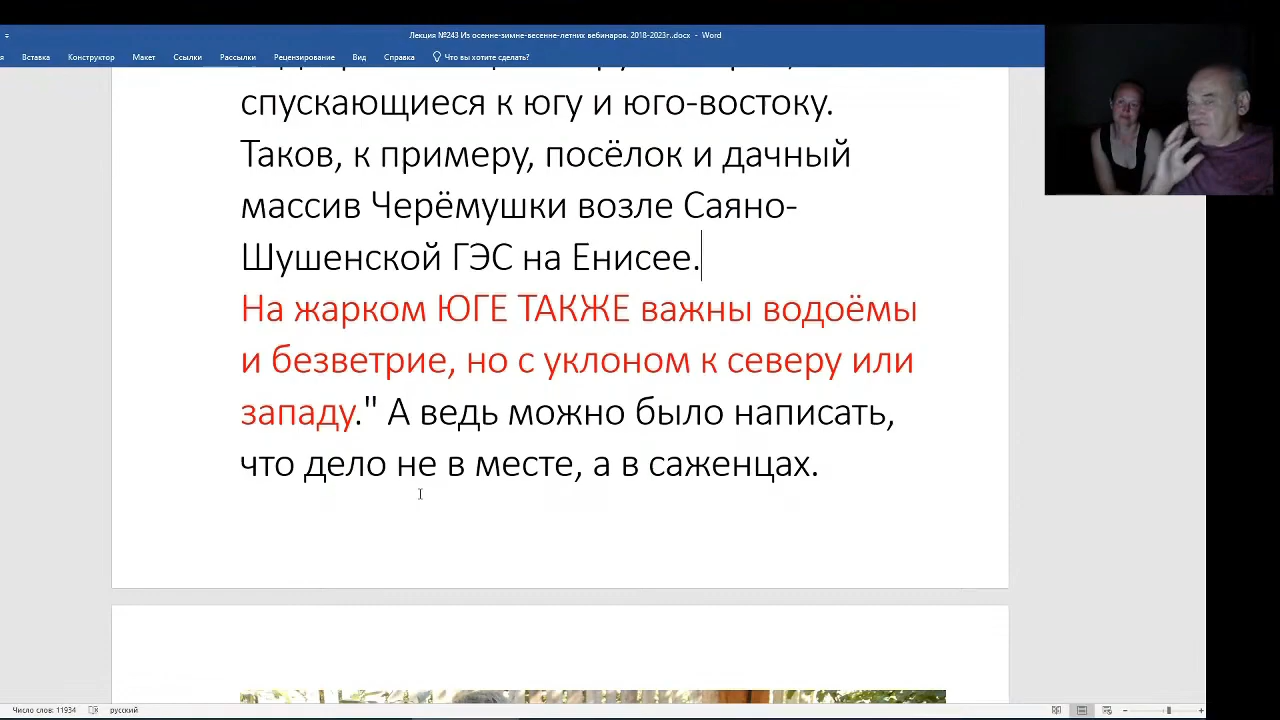 Лекция №243 Из осенне-зимне-весенне-летних вебинаров. 2018-2023г..docx - Word
Вставка Конструктор Макет Ссылки Рассылки Рецензирование Вид Справка Что вы хотите сделать?
спускающиеся к югу и юго-востоку.
Таков, к примеру, посёлок и дачный
массив Черёмушки возле Саяно-
Шушенской ГЭС на Енисее.
На жарком ЮГЕ ТАКЖЕ важны водоёмы
и безветрие, но с уклоном к северу или
западу." А ведь можно было написать,
что дело не в месте, а в саженцах.
Число слов: 11934 русский